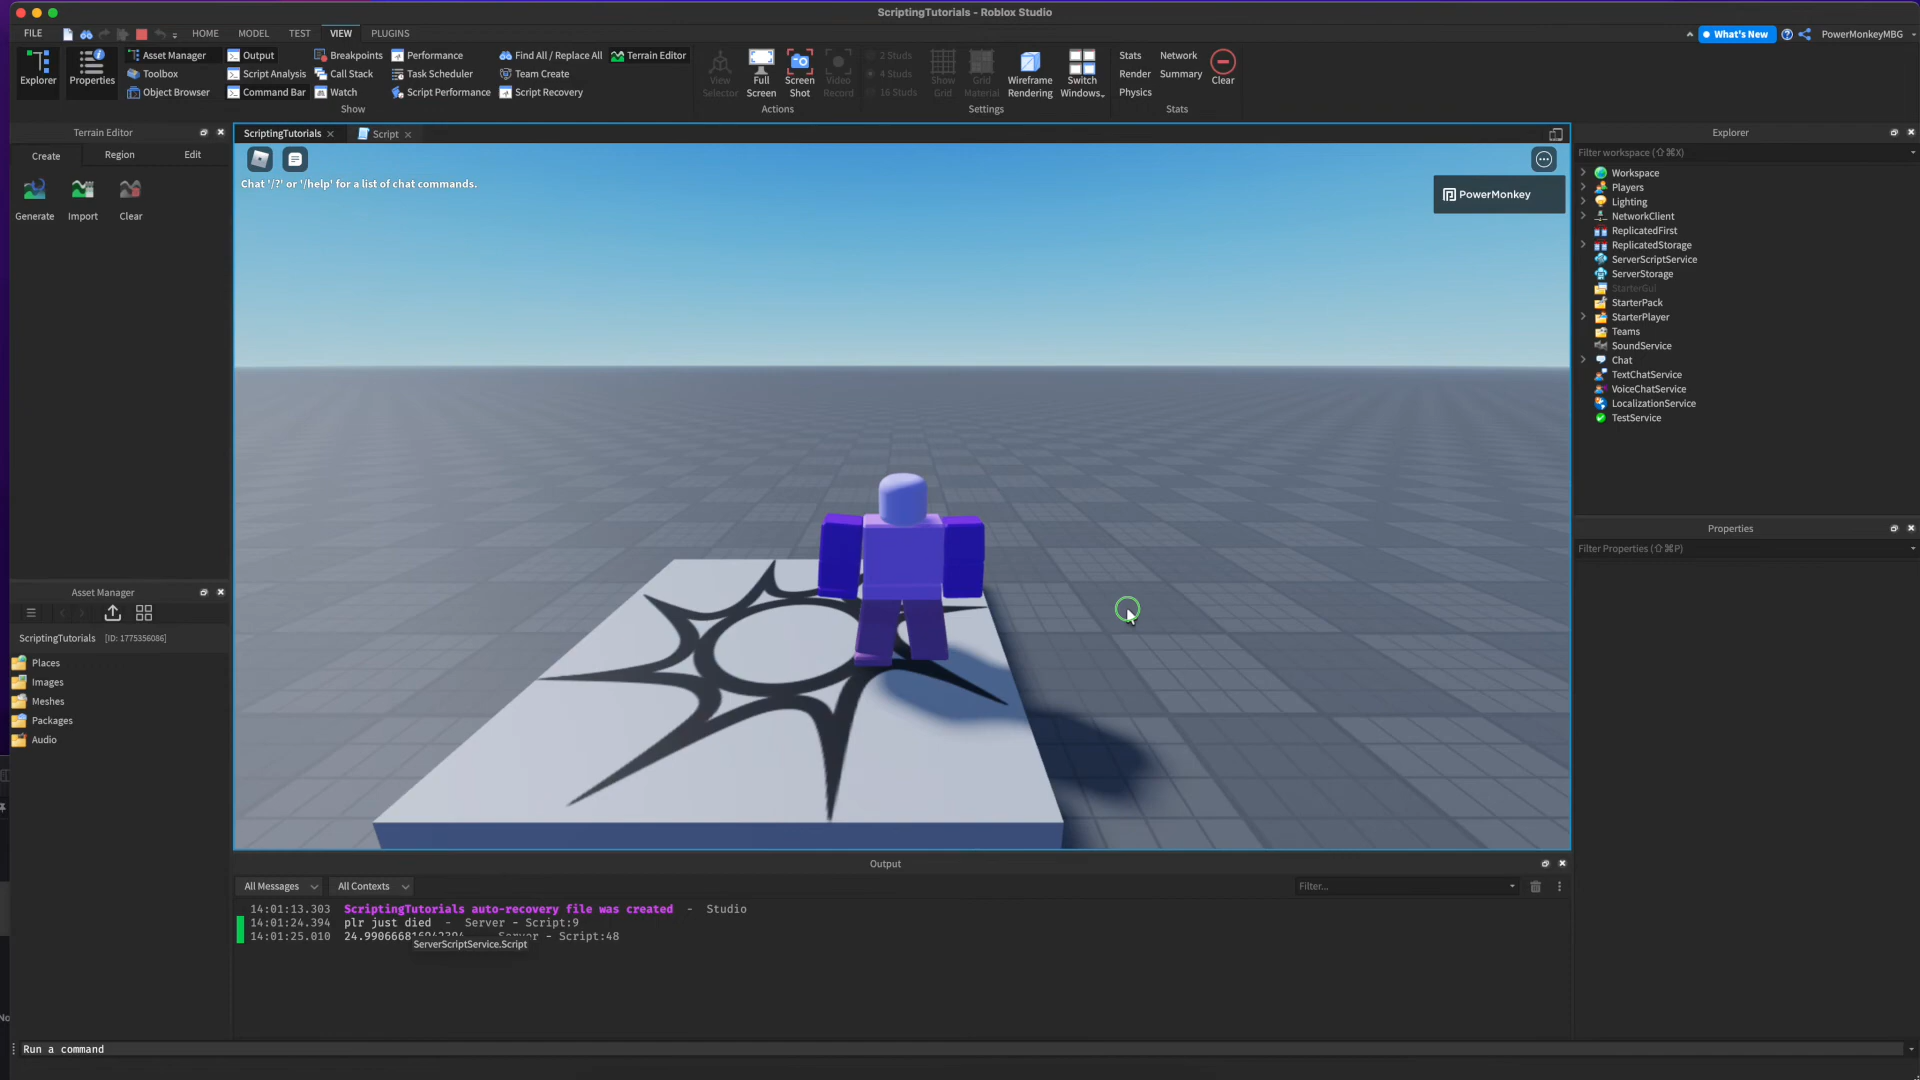 ScriptingTutorials - Roblox Studio
FILE HOME MODEL TEST VIEW PLUGINS What's New PowerMonkeyMBG
Explorer Properties
Asset Manager Output Breakpoints Performance Find All / Replace All Terrain Editor
Toolbox Script Analysis Call Stack Task Scheduler Team Create
Object Browser Command Bar Watch Script Performance Script Recovery
Show
View Selector
Full Screen
Screen Shot
Video Record
Actions
2 Studs
4 Studs
16 Studs
Show Grid
Grid Material
Wireframe Rendering
Switch Windows..
Settings
Stats Network
Render Summary
Physics
Clear
Stats
Terrain Editor
Create Region Edit
Generate Import Clear
Asset Manager
ScriptingTutorials [ID: 1775356086]
Places
Images
Meshes
Packages
Audio
ScriptingTutorials Script
Chat '/?' or '/help' for a list of chat commands.
PowerMonkey
Explorer
Filter workspace (⇧⌘X)
Workspace
Players
Lighting
NetworkClient
ReplicatedFirst
ReplicatedStorage
ServerScriptService
ServerStorage
StarterGui
StarterPack
StarterPlayer
Teams
SoundService
Chat
TextChatService
VoiceChatService
LocalizationService
TestService
Properties
Filter Properties (⇧⌘P)
Output
All Messages All Contexts Filter...
14:01:13.303 ScriptingTutorials auto-recovery file was created - Studio
14:01:24.394 plr just died - Server - Script:9
14:01:25.010 - Script:48
ServerScriptService.Script
Run a command